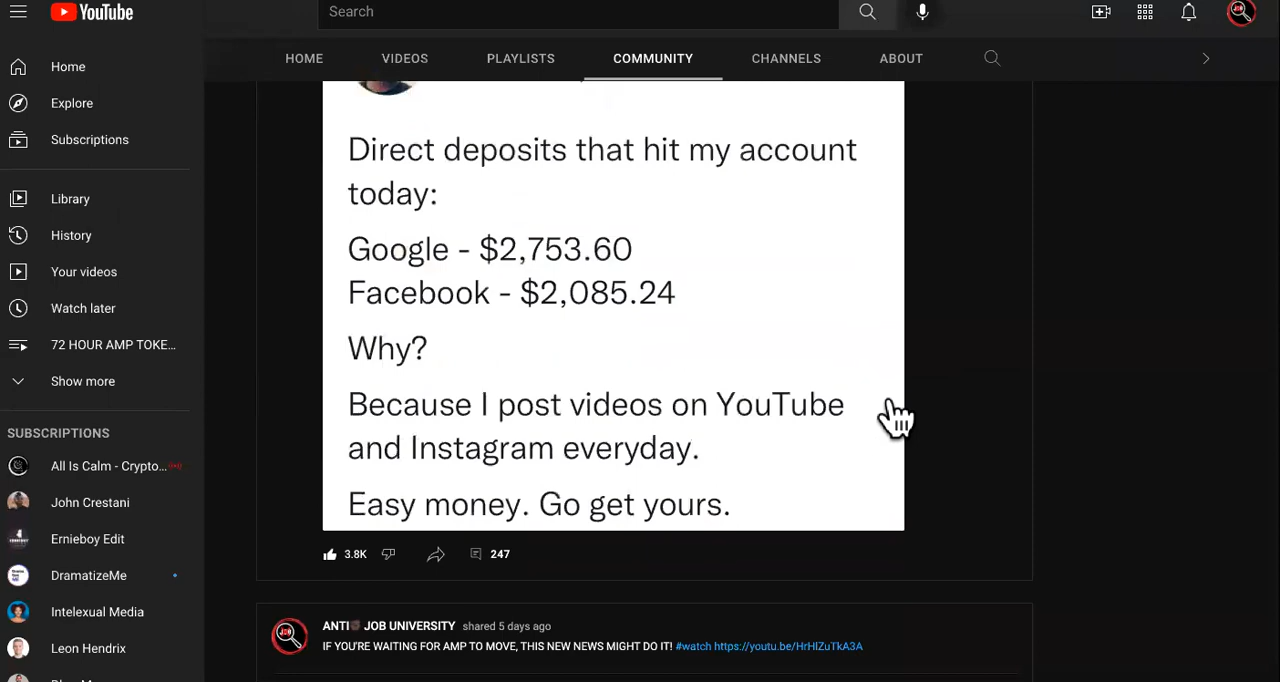 YouTube
Search
HOME
VIDEOS
PLAYLISTS
COMMUNITY
CHANNELS
ABOUT
Home
Explore
Subscriptions
Library
History
Your videos
Watch later
72 HOUR AMP TOKE...
Show more
SUBSCRIPTIONS
All Is Calm - Crypto...
John Crestani
Ernieboy Edit
DramatizeMe
Intelexual Media
Leon Hendrix
Direct deposits that hit my account
today:
Google - $2,753.60
Facebook - $2,085.24
Why?
Because I post videos on YouTube
and Instagram everyday.
Easy money. Go get yours.
3.8K
247
ANTI✊🏿 JOB UNIVERSITY shared 5 days ago
IF YOU'RE WAITING FOR AMP TO MOVE, THIS NEW NEWS MIGHT DO IT! #watch https://youtu.be/HrHlZuTkA3A